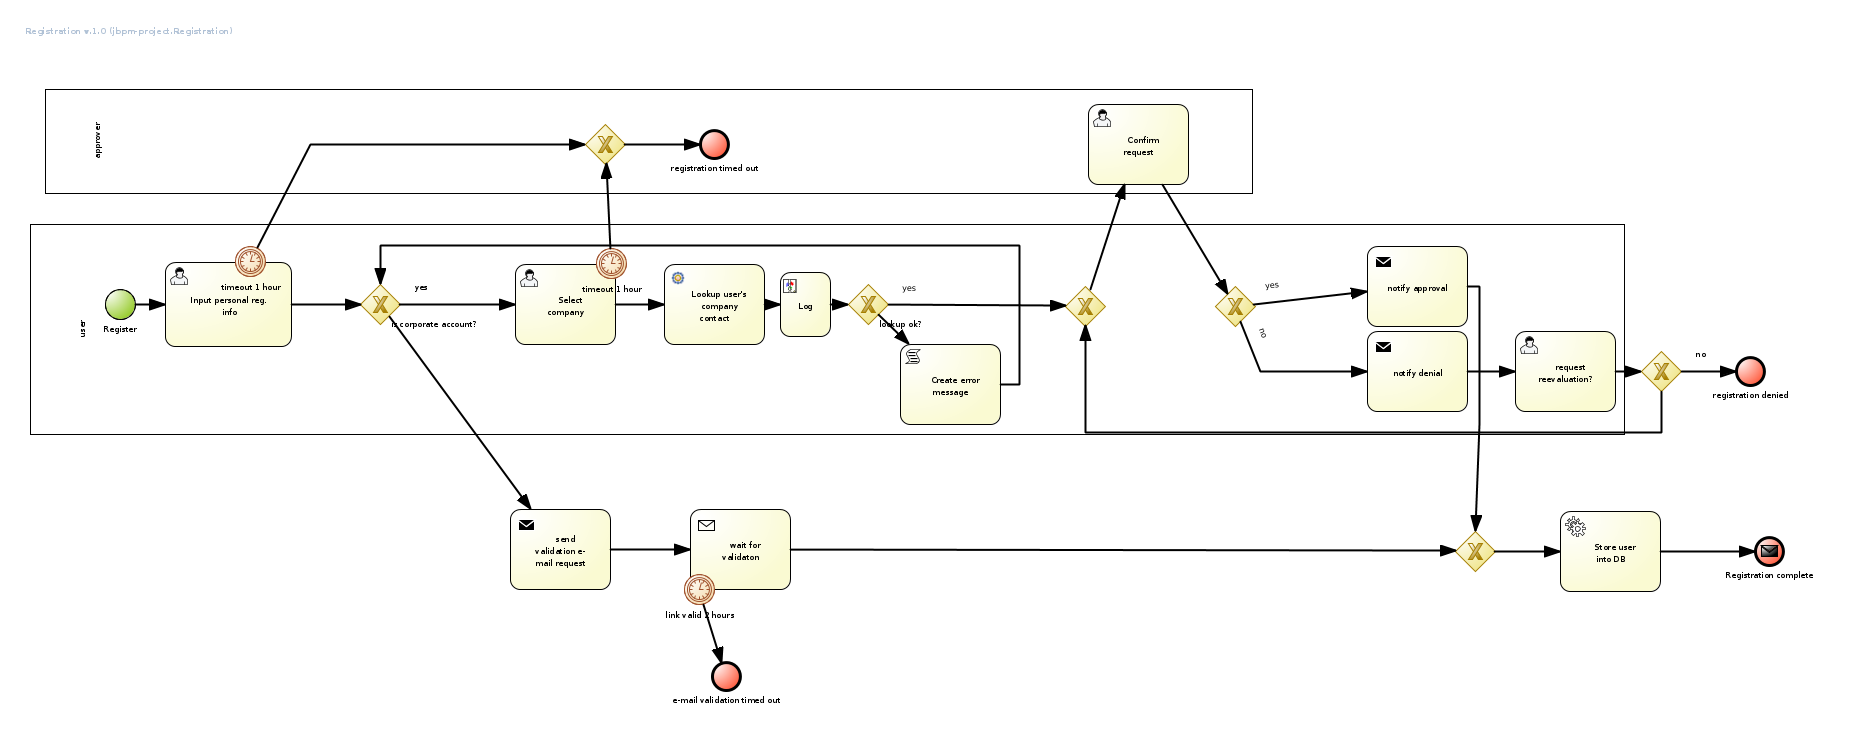 Registration v.1.0 (jbpm-project.Registration)
approver
Confirm
request
registration timed out
user
Register
timeout 1 hour
Input personal reg.
info
yes
is corporate account?
timeout 1 hour
Select
company
Lookup user's
company
contact
Log
yes
lookup ok?
Create error
message
yes
no
notify approval
notify denial
request
reevaluation?
no
registration denied
send
validation e-
mail request
wait for
validaton
link valid 2 hours
e-mail validation timed out
Store user
into DB
Registration complete